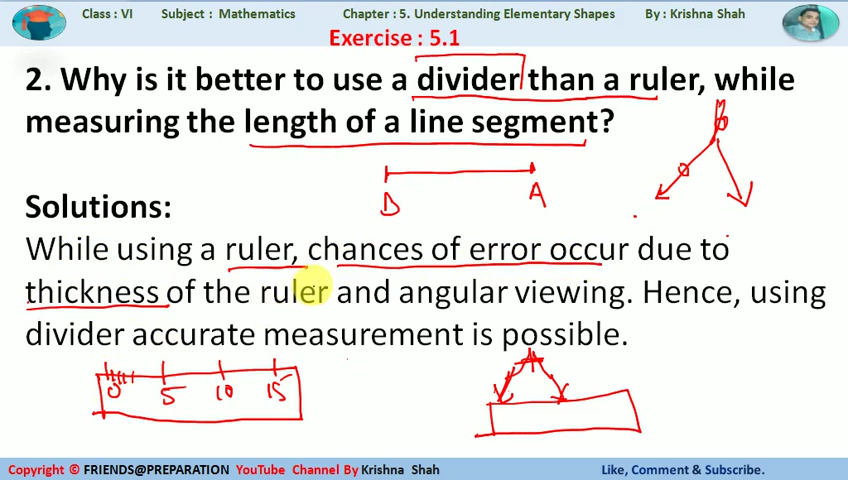 Class : VI Subject : Mathematics Chapter : 5. Understanding Elementary Shapes By : Krishna Shah
Exercise : 5.1
2. Why is it better to use a divider than a ruler, while
measuring the length of a line segment?
D A
Solutions:
While using a ruler, chances of error occur due to
thickness of the ruler and angular viewing. Hence, using
divider accurate measurement is possible.
0 5 10 15
Copyright © FRIENDS@PREPARATION YouTube Channel By Krishna Shah Like, Comment & Subscribe.